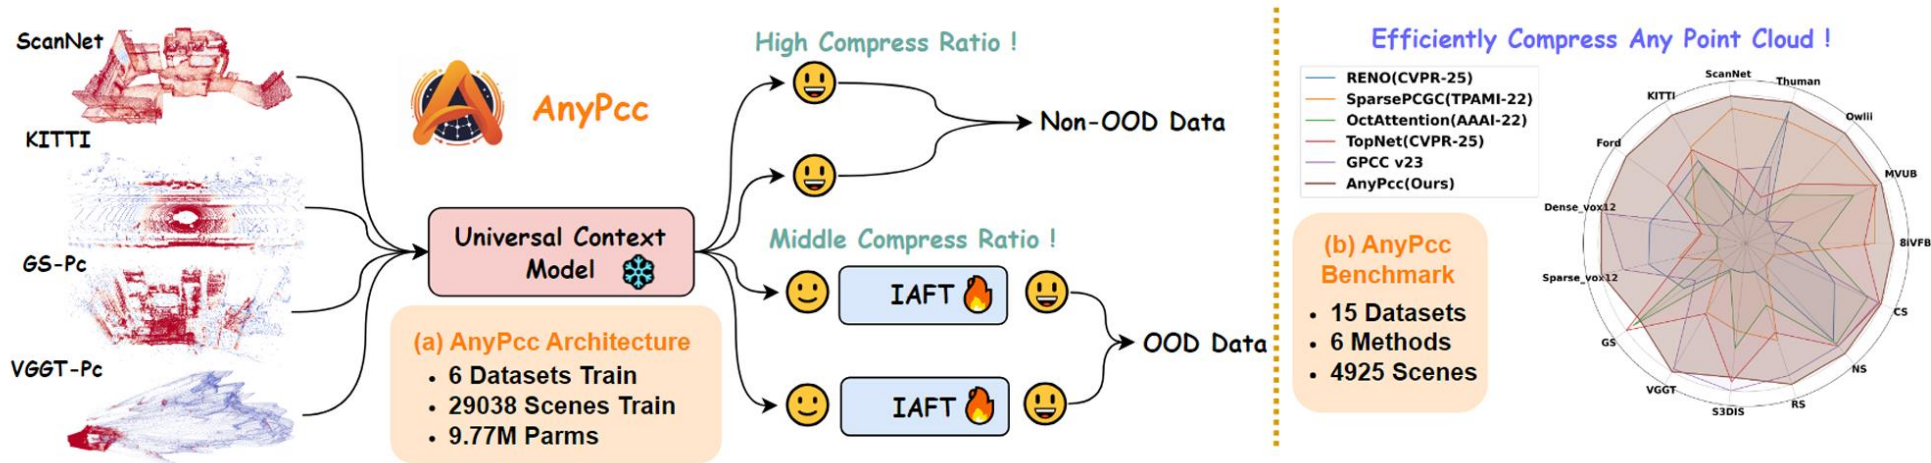 ScanNet
KITTI
GS-Pc
VGGT-Pc
AnyPcc
Universal Context
Model
(a) AnyPcc Architecture
• 6 Datasets Train
• 29038 Scenes Train
• 9.77M Parms
High Compress Ratio !
Non-OOD Data
Middle Compress Ratio !
IAFT
IAFT
OOD Data
Efficiently Compress Any Point Cloud !
RENO(CVPR-25)
SparsePCGC(TPAMI-22)
OctAttention(AAAI-22)
TopNet(CVPR-25)
GPCC v23
AnyPcc(Ours)
(b) AnyPcc
Benchmark
• 15 Datasets
• 6 Methods
• 4925 Scenes
ScanNet
Thuman
Owlii
MVUB
8iVFB
CS
NS
RS
S3DIS
VGGT
GS
Sparse_vox12
Dense_vox12
Ford
KITTI